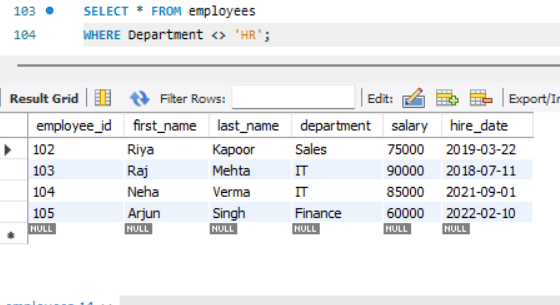 103 SELECT * FROM employees
104 WHERE Department <> 'HR';
Result Grid Filter Rows: Edit: Export/In
employee_id first_name last_name department salary hire_date
102 Riya Kapoor Sales 75000 2019-03-22
103 Raj Mehta IT 90000 2018-07-11
104 Neha Verma IT 85000 2021-09-01
105 Arjun Singh Finance 60000 2022-02-10
NULL NULL NULL NULL NULL NULL